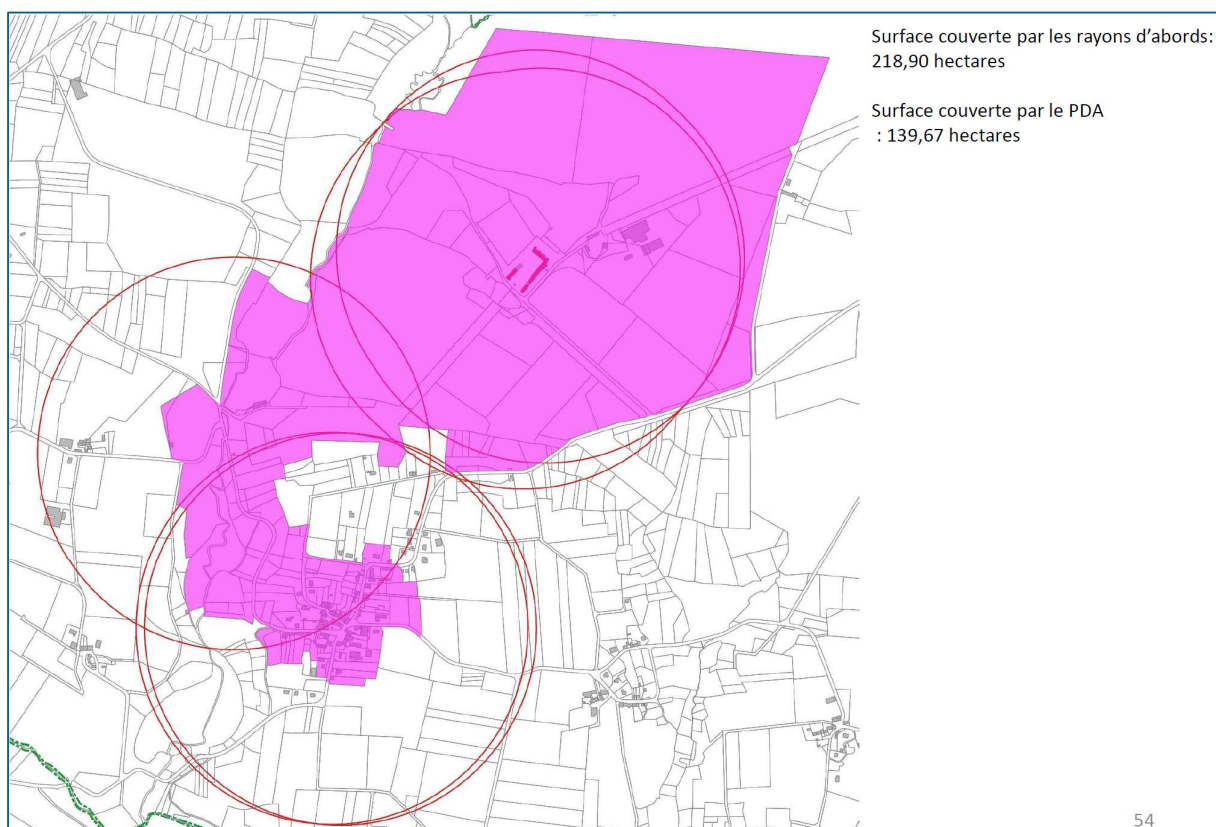 Surface couverte par les rayons d'abords:
218,90 hectares
Surface couverte par le PDA
: 139,67 hectares
54